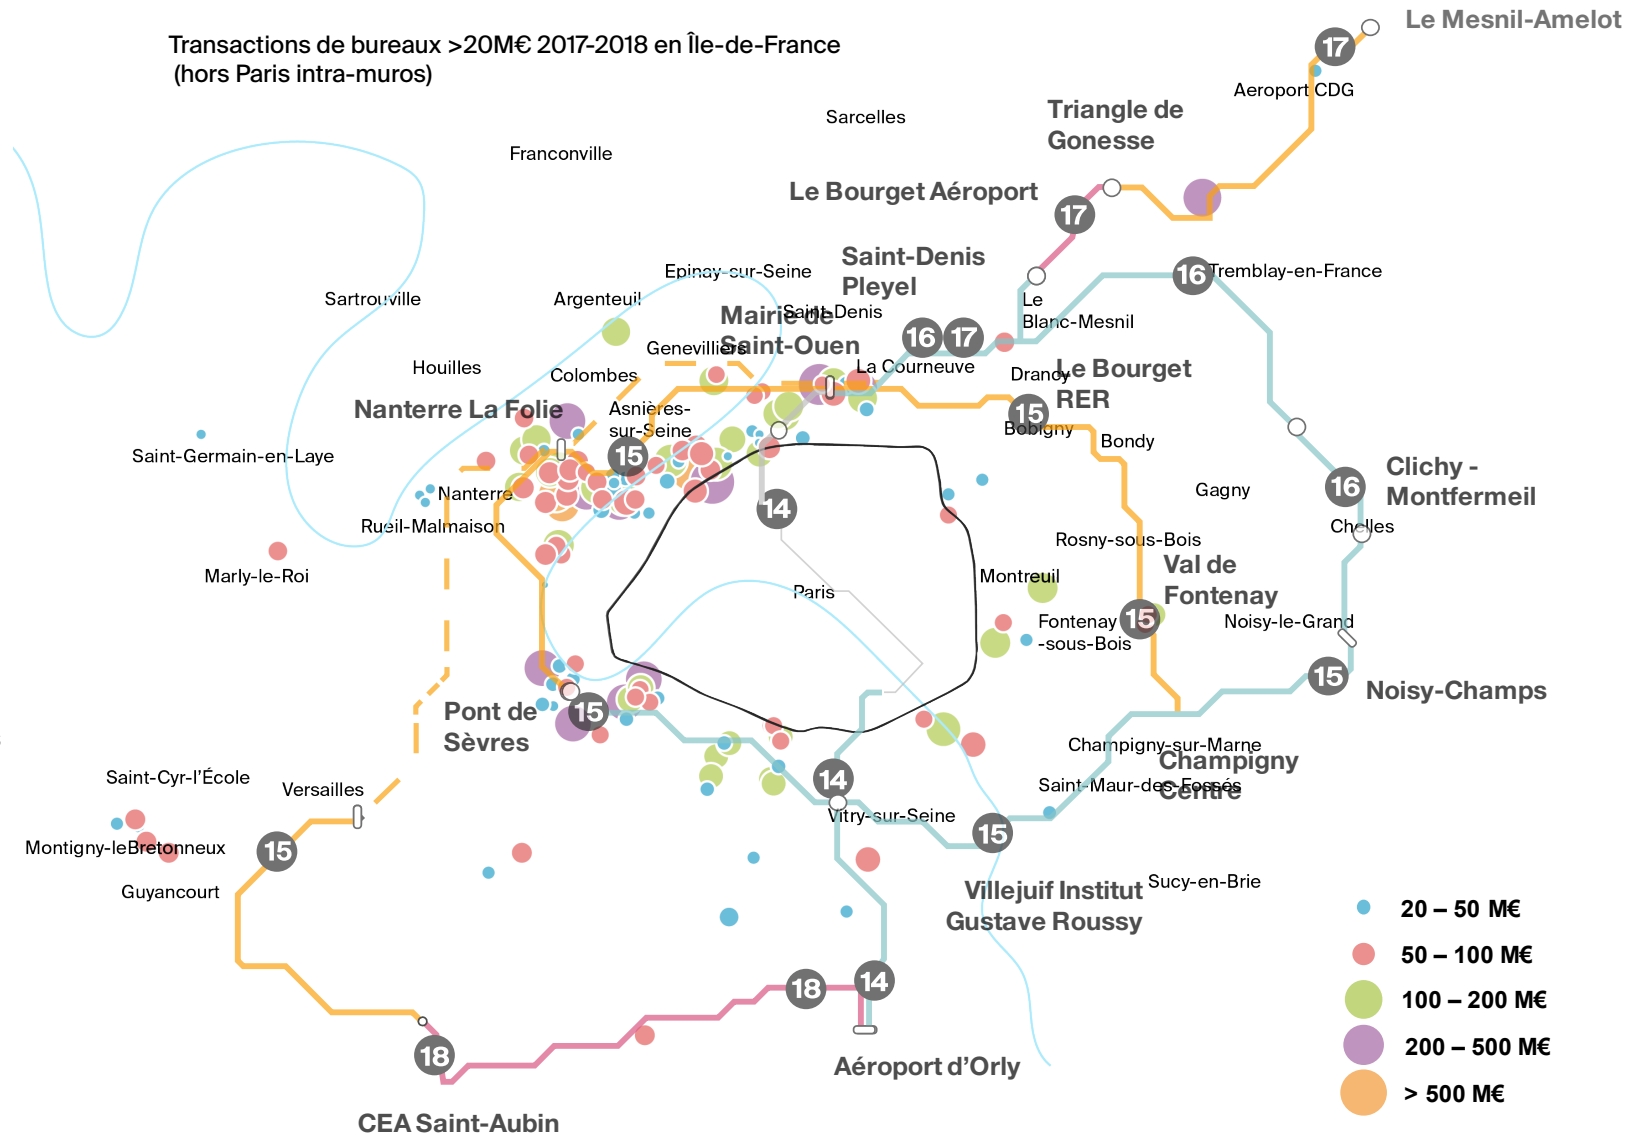 Transactions de bureaux >20M€ 2017-2018 en Île-de-France
(hors Paris intra-muros)
Le Mesnil-Amelot
17
Aeroport CDG
Triangle de
Gonesse
Sarcelles
Franconville
Le Bourget Aéroport
17
Saint-Denis
Pleyel
Epinay-sur-Seine
16
Tremblay-en-France
Sartrouville
Argenteuil
Le
Blanc-Mesnil
Saint-Denis
Mairie de
Saint-Ouen
16
17
Genevilliers
Houilles
Colombes
La Courneuve
Drancy
Le Bourget
RER
Nanterre La Folie
Asnières-
sur-Seine
15
Bobigny
Bondy
15
Saint-Germain-en-Laye
Clichy -
Montfermeil
16
Gagny
Nanterre
14
Rueil-Malmaison
Chelles
Rosny-sous-Bois
Val de
Fontenay
Marly-le-Roi
Montreuil
Paris
Fontenay
-sous-Bois
15
Noisy-le-Grand
15
Noisy-Champs
Pont de
Sèvres
15
Champigny-sur-Marne
Champigny
Centre
Saint-Maur-des-Fossés
Saint-Cyr-l'École
Versailles
14
Vitry-sur-Seine
15
Montigny-leBretonneux
15
Guyancourt
Villejuif Institut
Gustave Roussy
Sucy-en-Brie
20 – 50 M€
50 – 100 M€
100 – 200 M€
200 – 500 M€
> 500 M€
18
14
18
Aéroport d'Orly
CEA Saint-Aubin